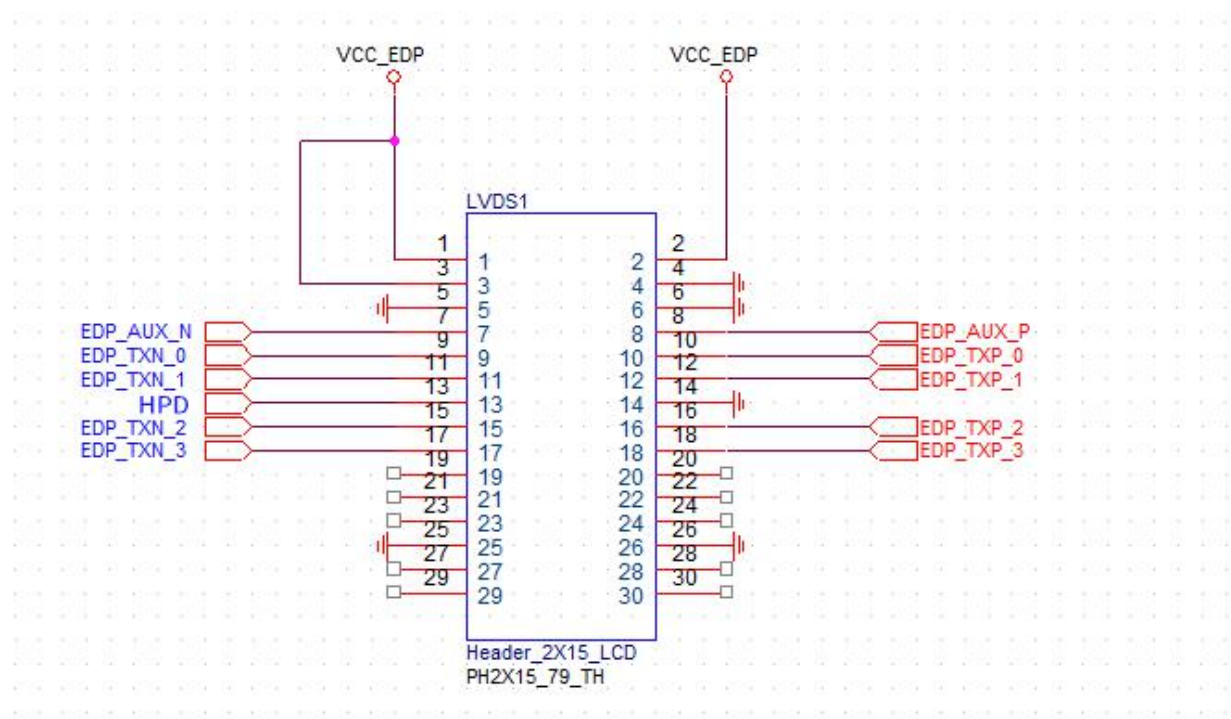 VCC_EDP VCC_EDP
LVDS1
1 2
1 2
3 4
3 4
5 6
5 6
7 8
EDP_AUX_N 7 8 EDP_AUX_P
9 10
EDP_TXN_0 9 10 EDP_TXP_0
11 12
EDP_TXN_1 11 12 EDP_TXP_1
13 14
HPD 13 14
15 16
EDP_TXN_2 15 16 EDP_TXP_2
17 18
EDP_TXN_3 17 18 EDP_TXP_3
19 20
19 20
21 22
21 22
23 24
23 24
25 26
25 26
27 28
27 28
29 30
29 30
Header_2X15_LCD
PH2X15_79_TH